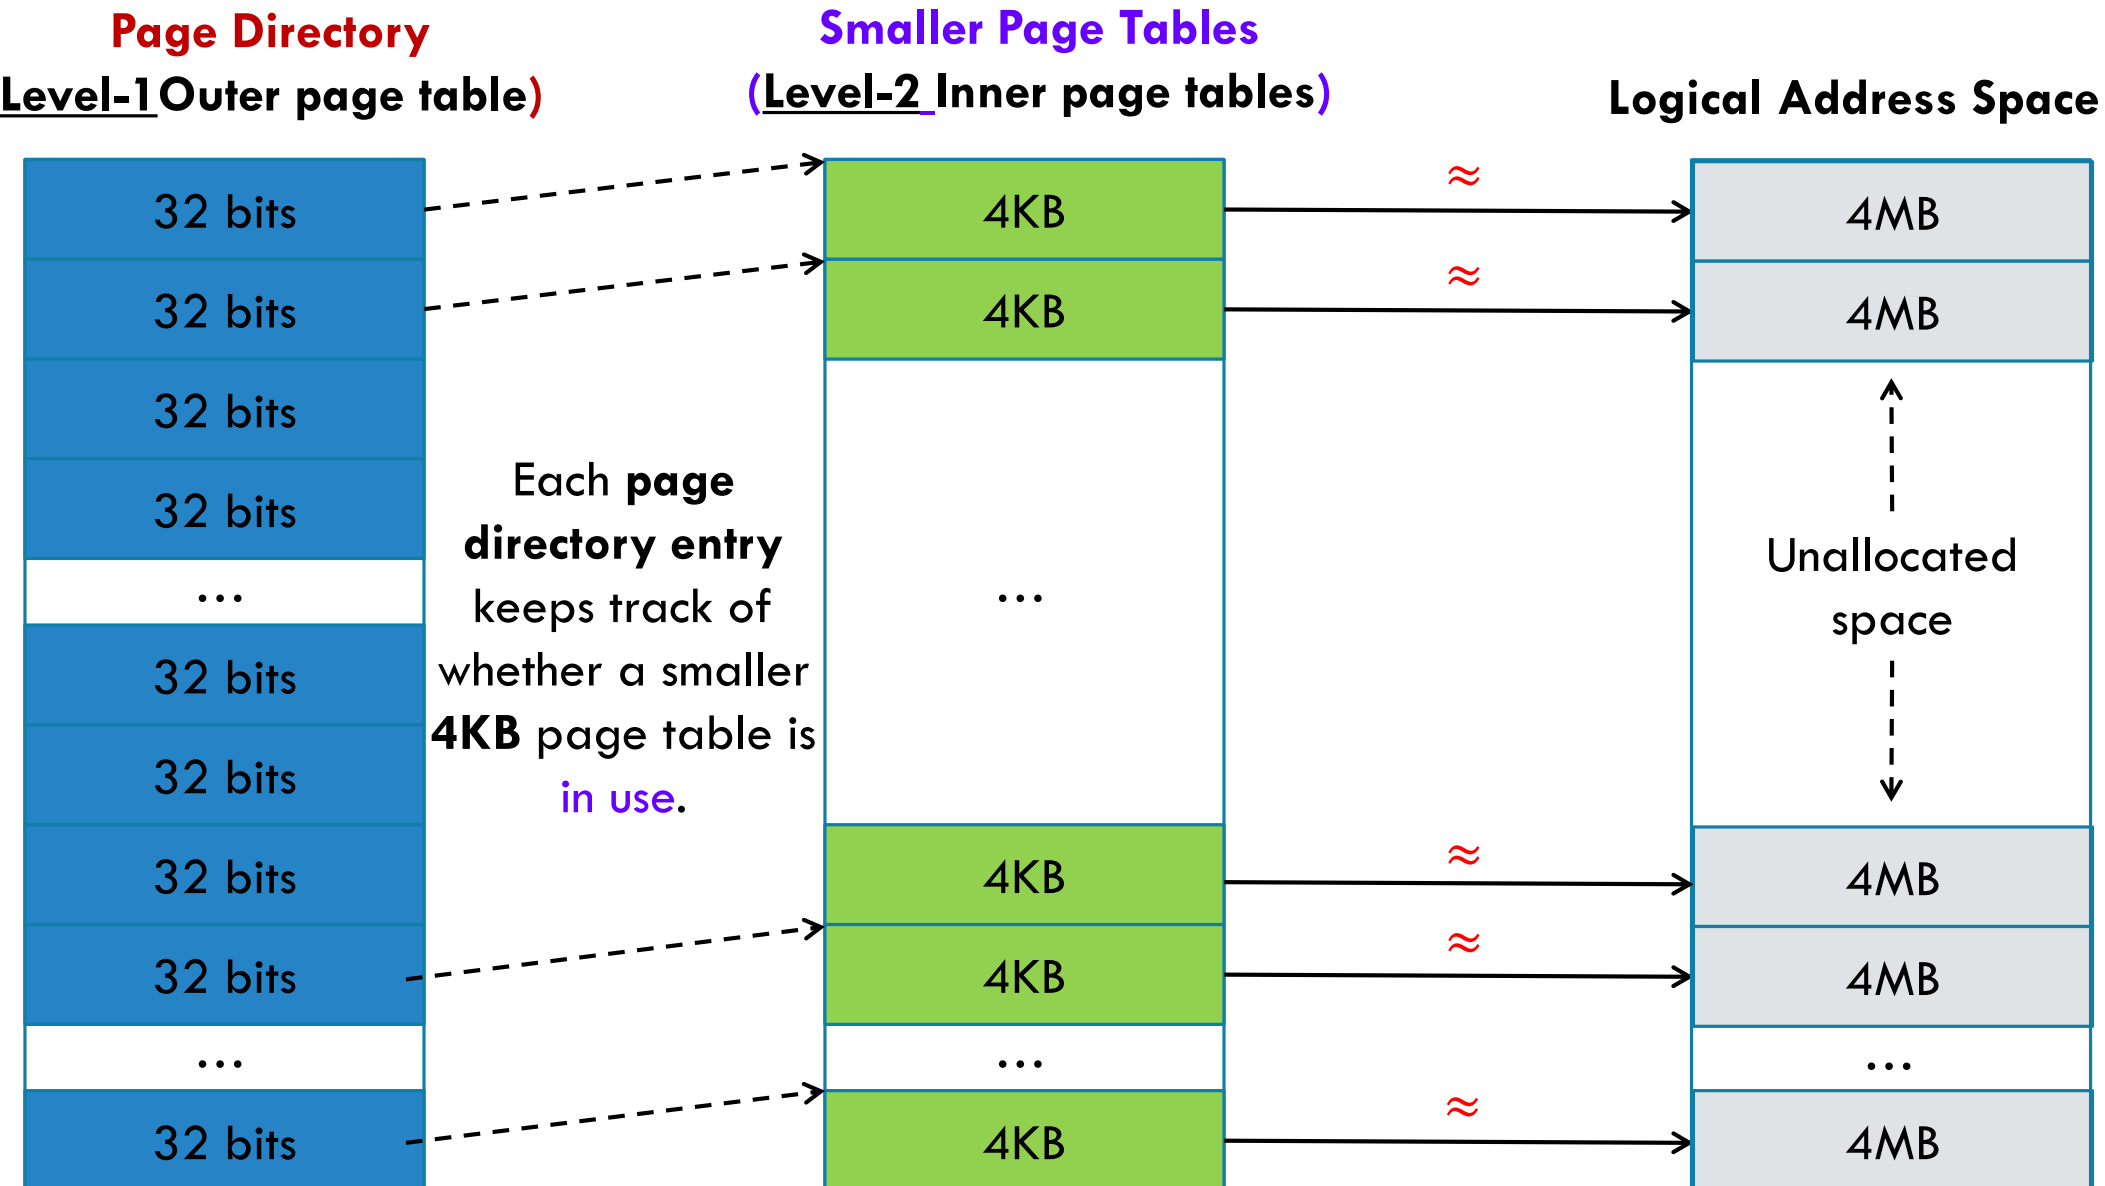 Page Directory
Level-1 Outer page table)
Smaller Page Tables
(Level-2 Inner page tables)
Logical Address Space
32 bits
32 bits
32 bits
32 bits
...
32 bits
32 bits
32 bits
32 bits
...
32 bits
Each page
directory entry
keeps track of
whether a smaller
4KB page table is
in use.
4KB
4KB
...
4KB
4KB
...
4KB
≈
≈
≈
≈
≈
4MB
4MB
Unallocated
space
4MB
4MB
...
4MB